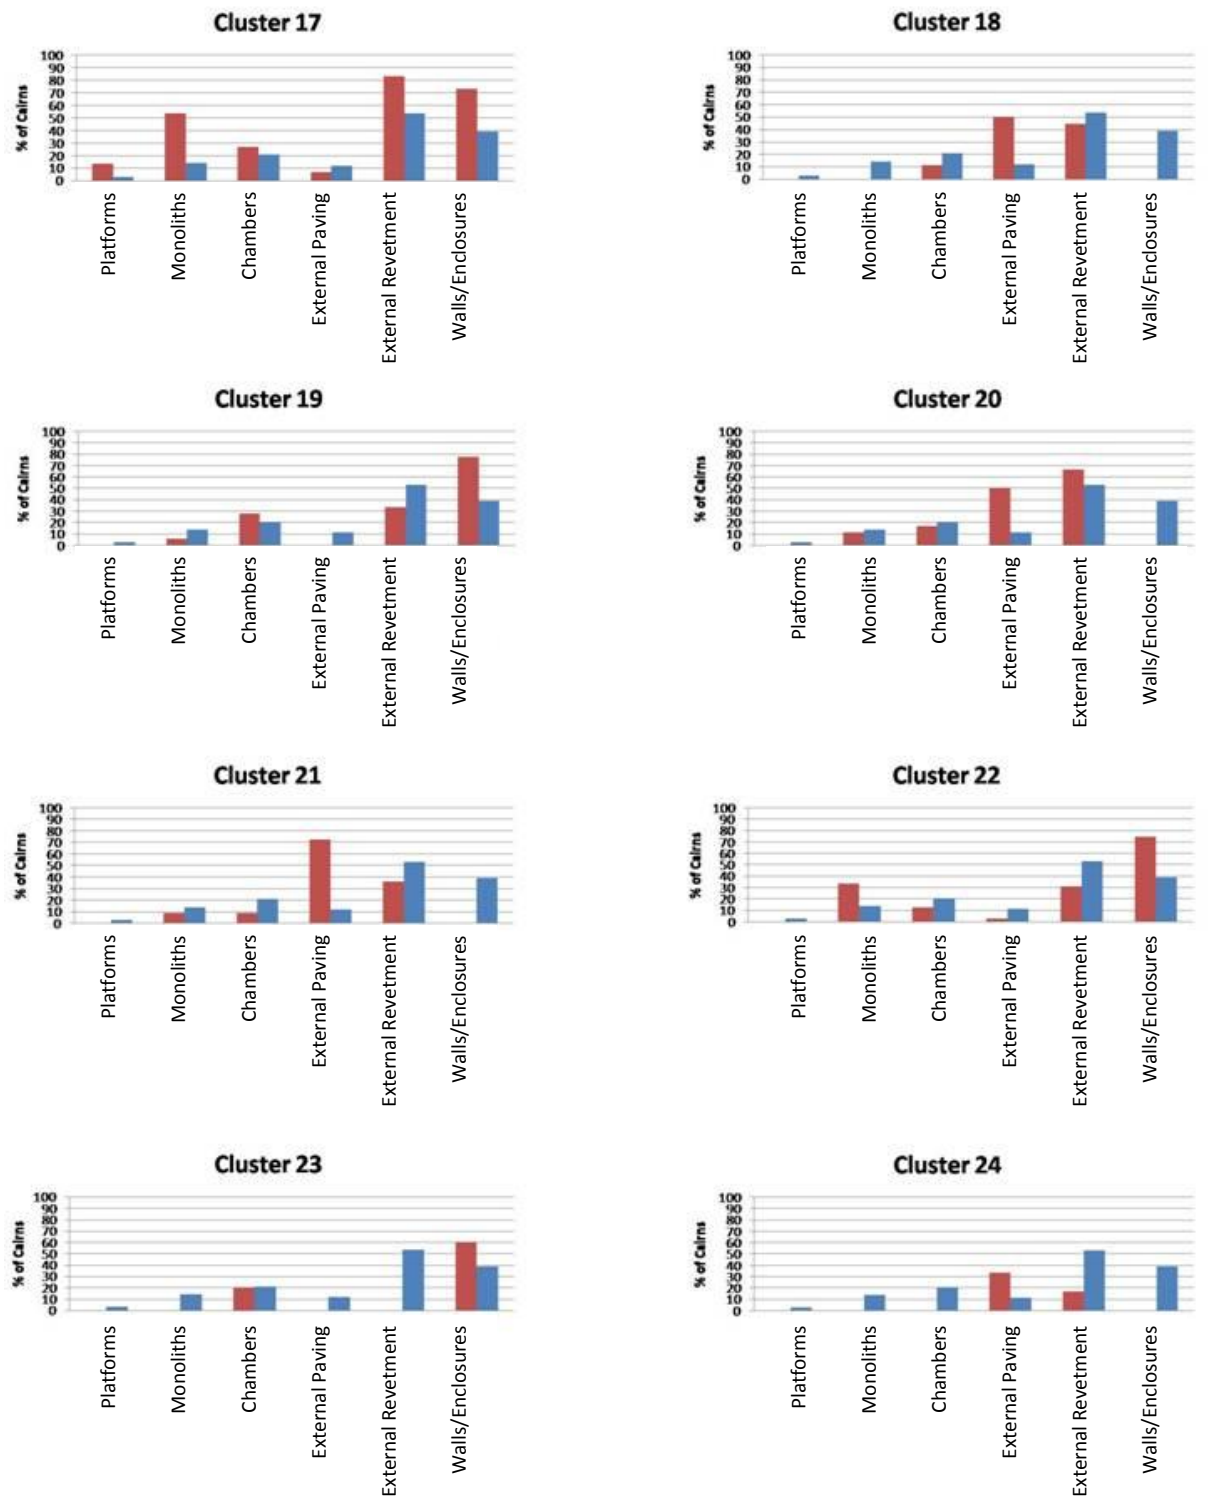 Cluster 17
100
90
80
70
60
50
40
30
20
10
0
% of Cairns
Platforms
Monoliths
Chambers
External Paving
External Revetment
Walls/Enclosures
Cluster 18
100
90
80
70
60
50
40
30
20
10
0
% of Cairns
Platforms
Monoliths
Chambers
External Paving
External Revetment
Walls/Enclosures
Cluster 19
100
90
80
70
60
50
40
30
20
10
0
% of Cairns
Platforms
Monoliths
Chambers
External Paving
External Revetment
Walls/Enclosures
Cluster 20
100
90
80
70
60
50
40
30
20
10
0
% of Cairns
Platforms
Monoliths
Chambers
External Paving
External Revetment
Walls/Enclosures
Cluster 21
100
90
80
70
60
50
40
30
20
10
0
% of Cairns
Platforms
Monoliths
Chambers
External Paving
External Revetment
Walls/Enclosures
Cluster 22
100
90
80
70
60
50
40
30
20
10
0
% of Cairns
Platforms
Monoliths
Chambers
External Paving
External Revetment
Walls/Enclosures
Cluster 23
100
90
80
70
60
50
40
30
20
10
0
% of Cairns
Platforms
Monoliths
Chambers
External Paving
External Revetment
Walls/Enclosures
Cluster 24
100
90
80
70
60
50
40
30
20
10
0
% of Cairns
Platforms
Monoliths
Chambers
External Paving
External Revetment
Walls/Enclosures